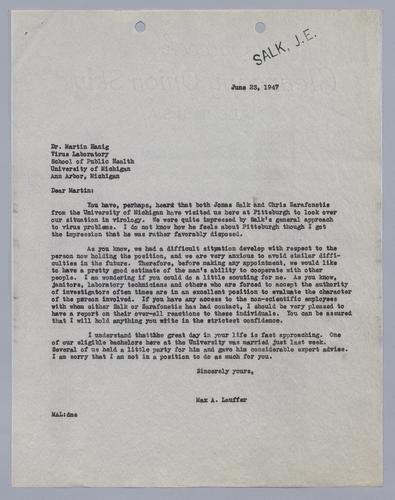 SALK, J.E.
June 23, 1947
Dr. Martin Hanig
Virus Laboratory
School of Public Health
University of Michigan
Ann Arbor, Michigan
Dear Martin:
You have, perhaps, heard that both Jonas Salk and Chris Zarafonetis
from the University of Michigan have visited us here at Pittsburgh to look over
our situation in virology. We were quite impressed by Salk's general approach
to virus problems. I do not know how he feels about Pittsburgh though I got
the impression that he was rather favorably disposed.
As you know, we had a difficult situation develop with respect to the
person now holding the position, and we are very anxious to avoid similar diffi-
culties in the future. Therefore, before making any appointment, we would like
to have a pretty good estimate of the man's ability to cooperate with other
people. I am wondering if you could do a little scouting for me. As you know,
janitors, laboratory technicians and others who are forced to accept the authority
of investigators often times are in an excellent position to evaluate the character
of the person involved. If you have any access to the non-scientific employees
with whom either Salk or Zarafonetis has had contact, I should be very pleased to
have a report on their over-all reactions to these individuals. You can be assured
that I will hold anything you write in the strictest confidence.
I understand thatthe great day in your life is fast approaching. One
of our eligible bachelors here at the University was married just last week.
Several of us held a little party for him and gave him considerable expert advise.
I am sorry that I am not in a position to do as much for you.
Sincerely yours,
Max A. Lauffer
MAL:dms